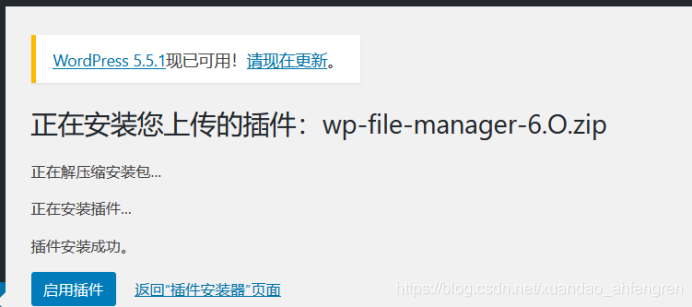 WordPress 5.5.1现已可用！请现在更新。
正在安装您上传的插件：wp-file-manager-6.O.zip
正在解压缩安装包...
正在安装插件...
插件安装成功。
启用插件 返回“插件安装器”页面
https://blog.csdn.net/xuandao_ahfengren